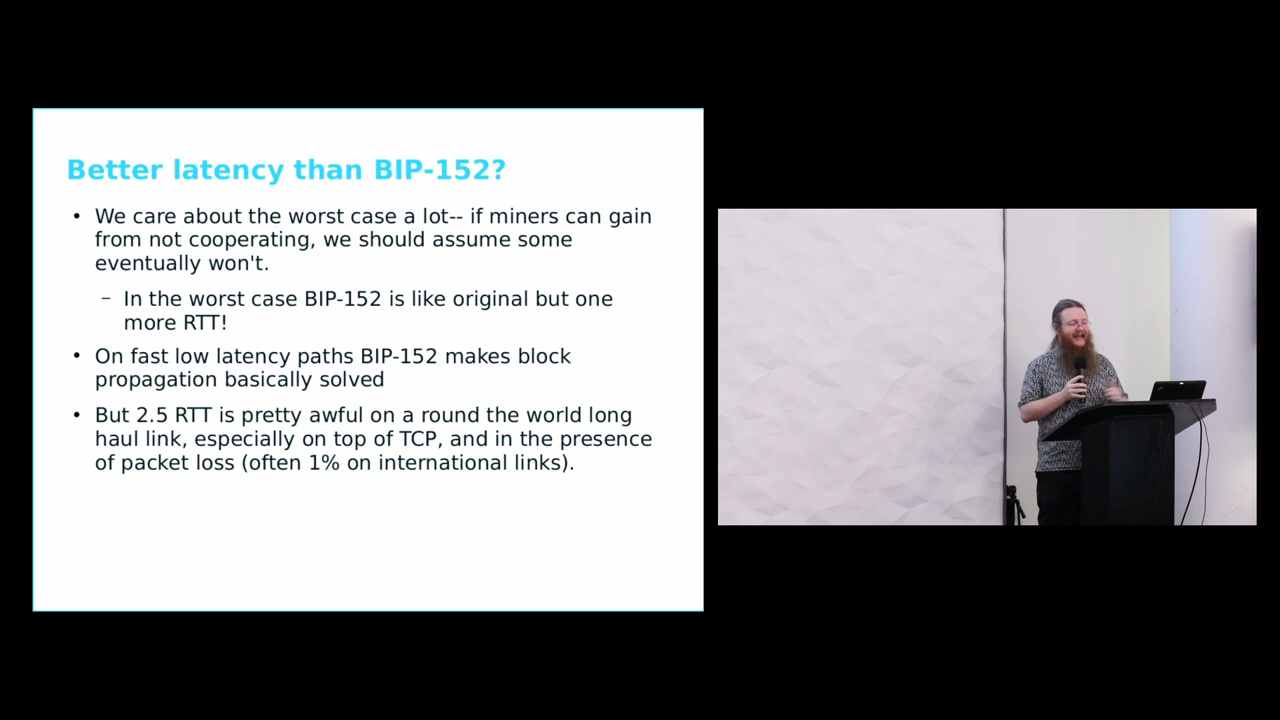 Better latency than BIP-152?
• We care about the worst case a lot-- if miners can gain
from not cooperating, we should assume some
eventually won't.
– In the worst case BIP-152 is like original but one
more RTT!
• On fast low latency paths BIP-152 makes block
propagation basically solved
• But 2.5 RTT is pretty awful on a round the world long
haul link, especially on top of TCP, and in the presence
of packet loss (often 1% on international links).